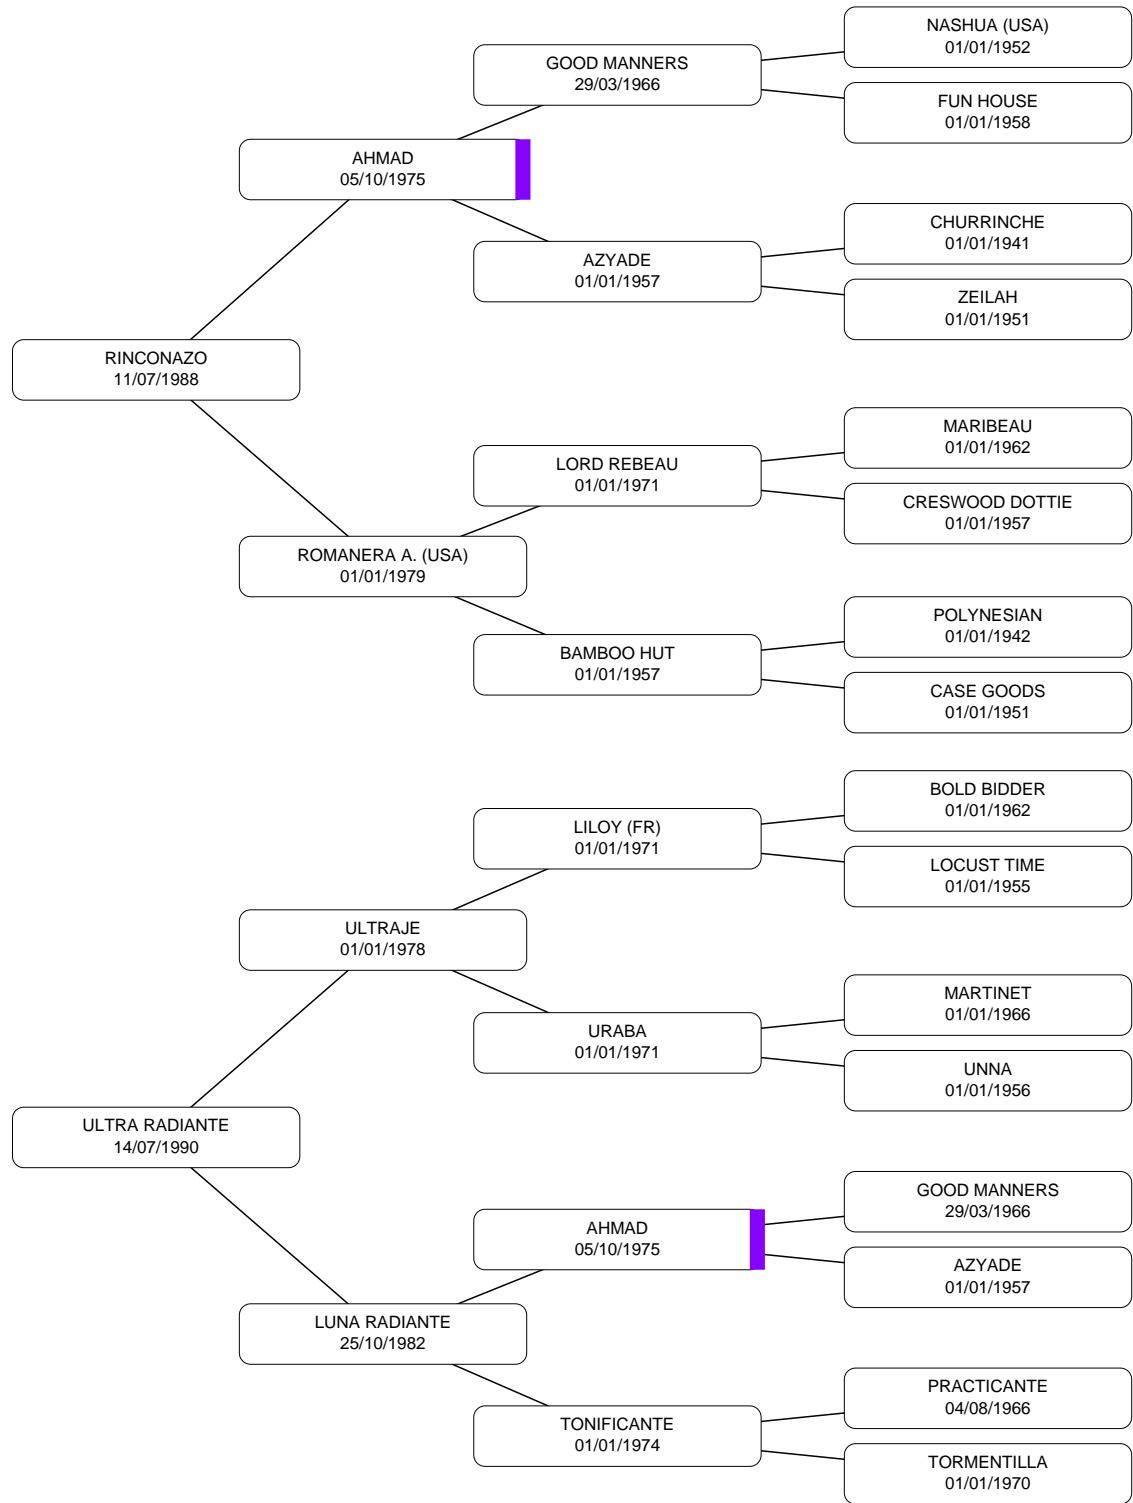 NASHUA (USA)
01/01/1952
GOOD MANNERS
29/03/1966
FUN HOUSE
01/01/1958
AHMAD
05/10/1975
CHURRINCHE
01/01/1941
AZYADE
01/01/1957
ZEILAH
01/01/1951
RINCONAZO
11/07/1988
MARIBEAU
01/01/1962
LORD REBEAU
01/01/1971
CRESWOOD DOTTIE
01/01/1957
ROMANERA A. (USA)
01/01/1979
POLYNESIAN
01/01/1942
BAMBOO HUT
01/01/1957
CASE GOODS
01/01/1951
BOLD BIDDER
01/01/1962
LILOY (FR)
01/01/1971
LOCUST TIME
01/01/1955
ULTRAJE
01/01/1978
MARTINET
01/01/1966
URABA
01/01/1971
UNNA
01/01/1956
ULTRA RADIANTE
14/07/1990
GOOD MANNERS
29/03/1966
AHMAD
05/10/1975
AZYADE
01/01/1957
LUNA RADIANTE
25/10/1982
PRACTICANTE
04/08/1966
TONIFICANTE
01/01/1974
TORMENTILLA
01/01/1970